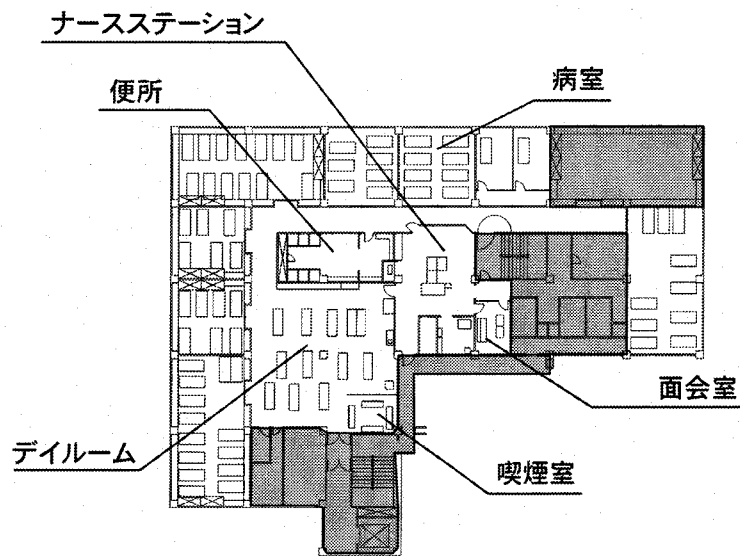 ナースステーション
便所
病室
面会室
デイルーム
喫煙室